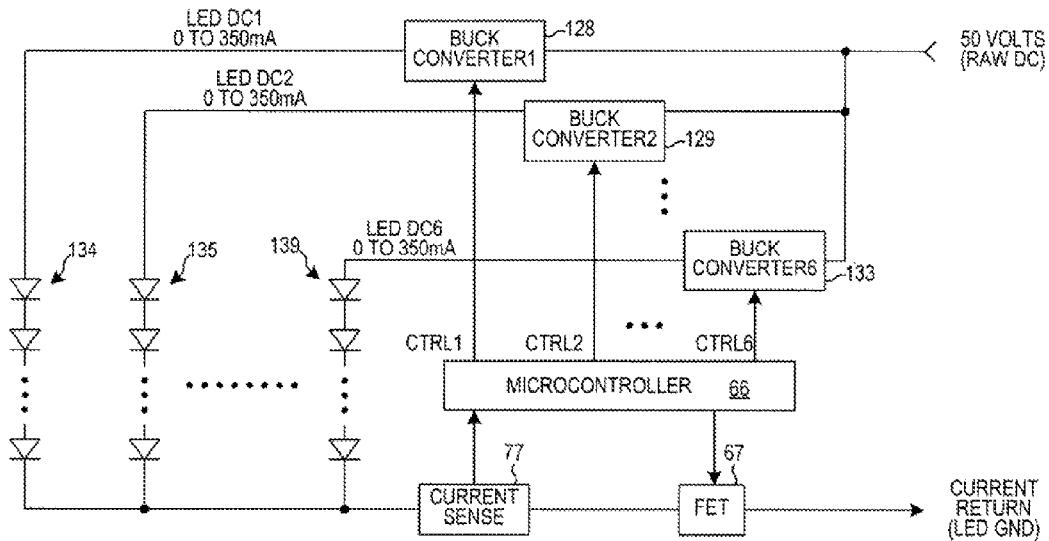 LED DC1
0 TO 350mA
BUCK
CONVERTER1
128
50 VOLTS
(RAW DC)
LED DC2
0 TO 350mA
BUCK
CONVERTER2
129
LED DC6
0 TO 350mA
BUCK
CONVERTER6
133
134
135
139
CTRL1
CTRL2
CTRL6
MICROCONTROLLER 66
77
67
CURRENT
SENSE
FET
CURRENT
RETURN
(LED GND)